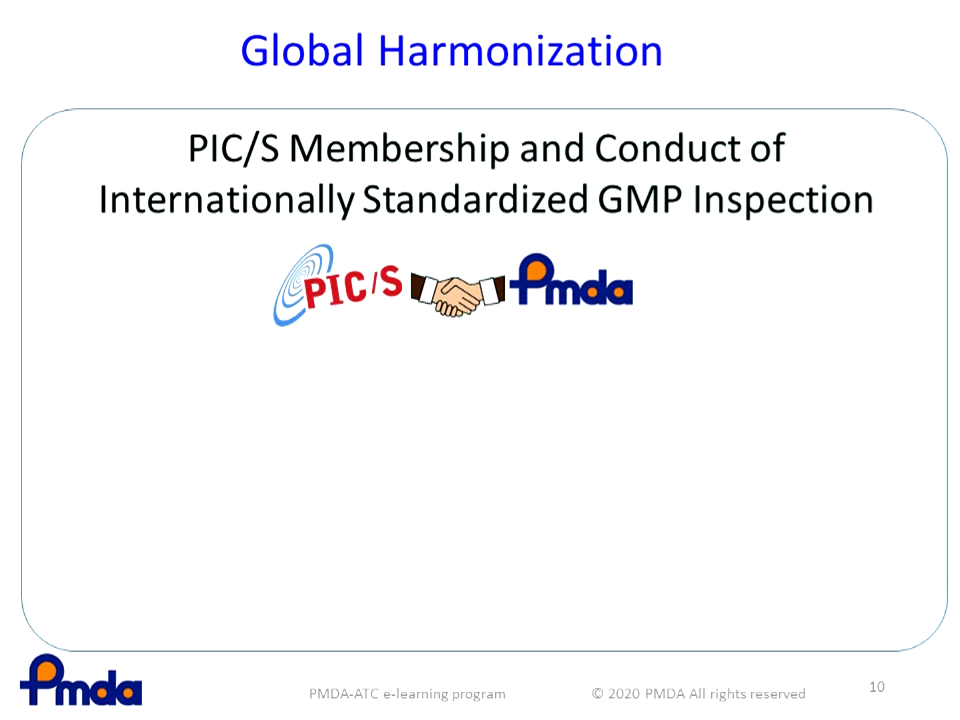 Global Harmonization
PIC/S Membership and Conduct of
Internationally Standardized GMP Inspection
PIC/S Pmda
Pmda
PMDA-ATC e-learning program © 2020 PMDA All rights reserved 10